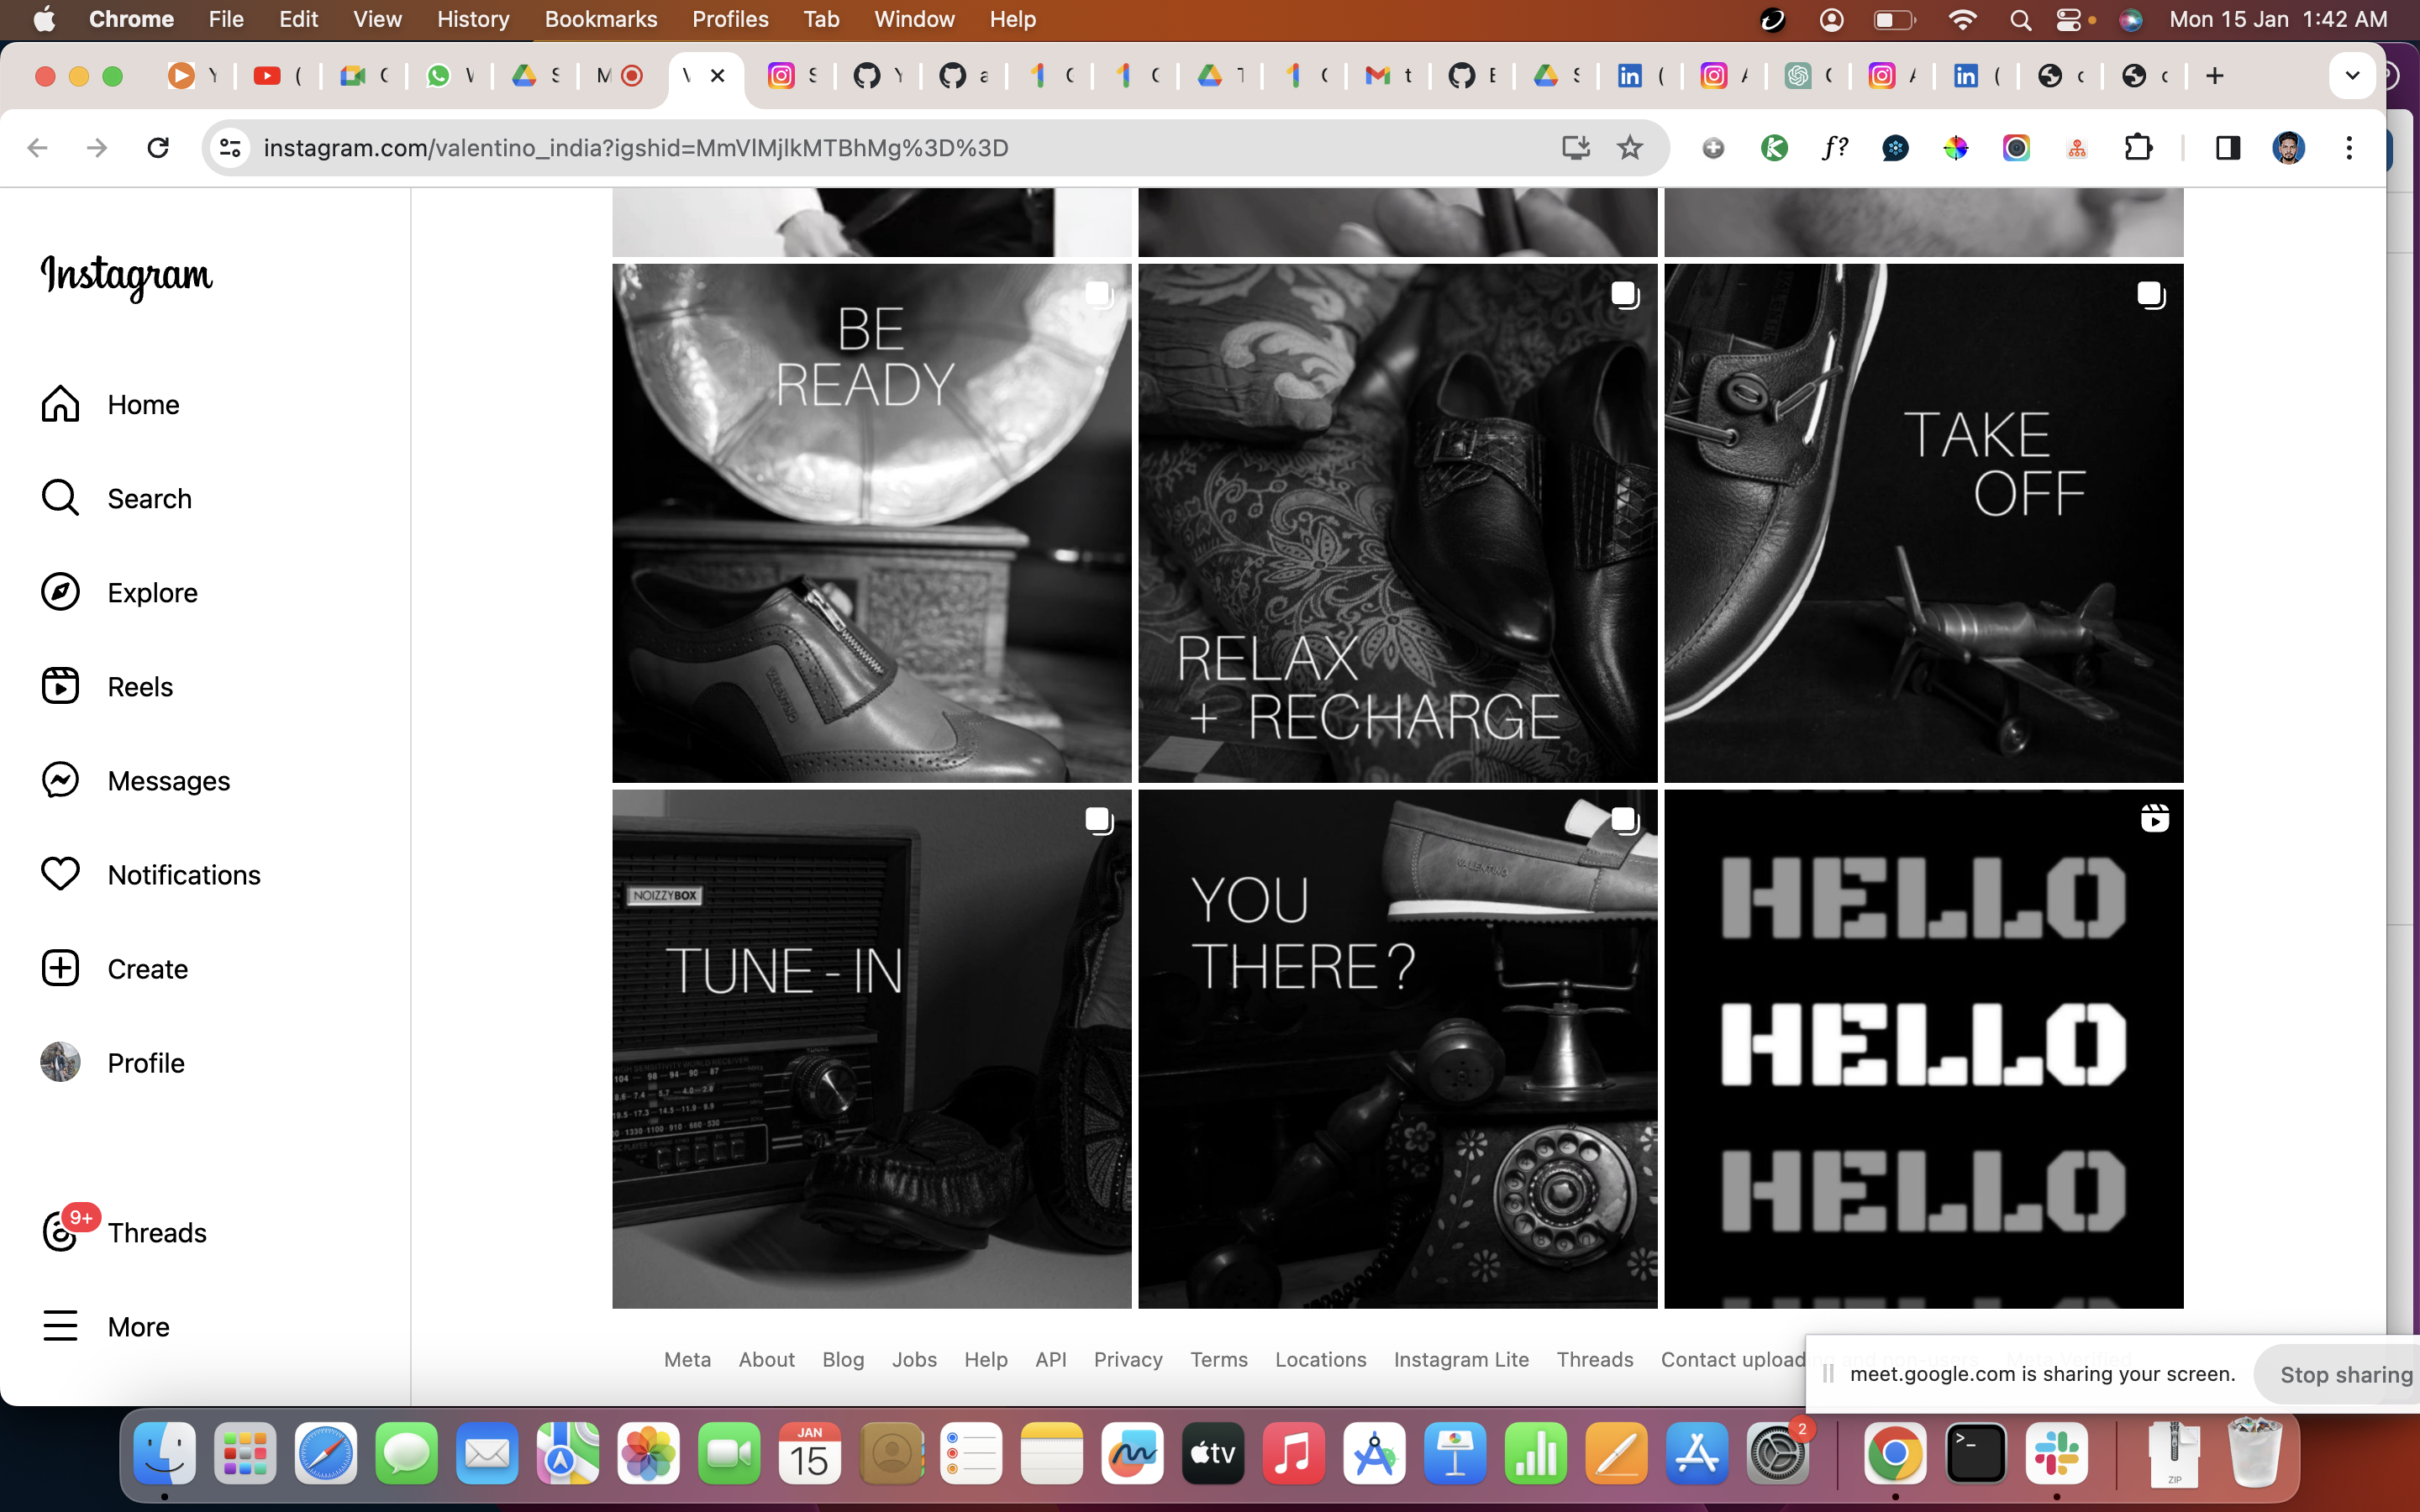 Chrome File Edit View History Bookmarks Profiles Tab Window Help Mon 15 Jan 1:42 AM
instagram.com/valentino_india?igshid=MmVlMjlkMTBhMg%3D%3D
f?
Instagram
Home
Search
Explore
Reels
Messages
Notifications
Create
Profile
9+
Threads
More
BE
READY
RELAX
+ RECHARGE
TAKE
OFF
NOIZZYBOX
TUNE-IN
YOU
THERE?
VALENTINO
HELLO
HELLO
HELLO
Meta About Blog Jobs Help API Privacy Terms Locations Instagram Lite Threads
meet.google.com is sharing your screen. Stop sharing
JAN
15
tv
2
ZIP